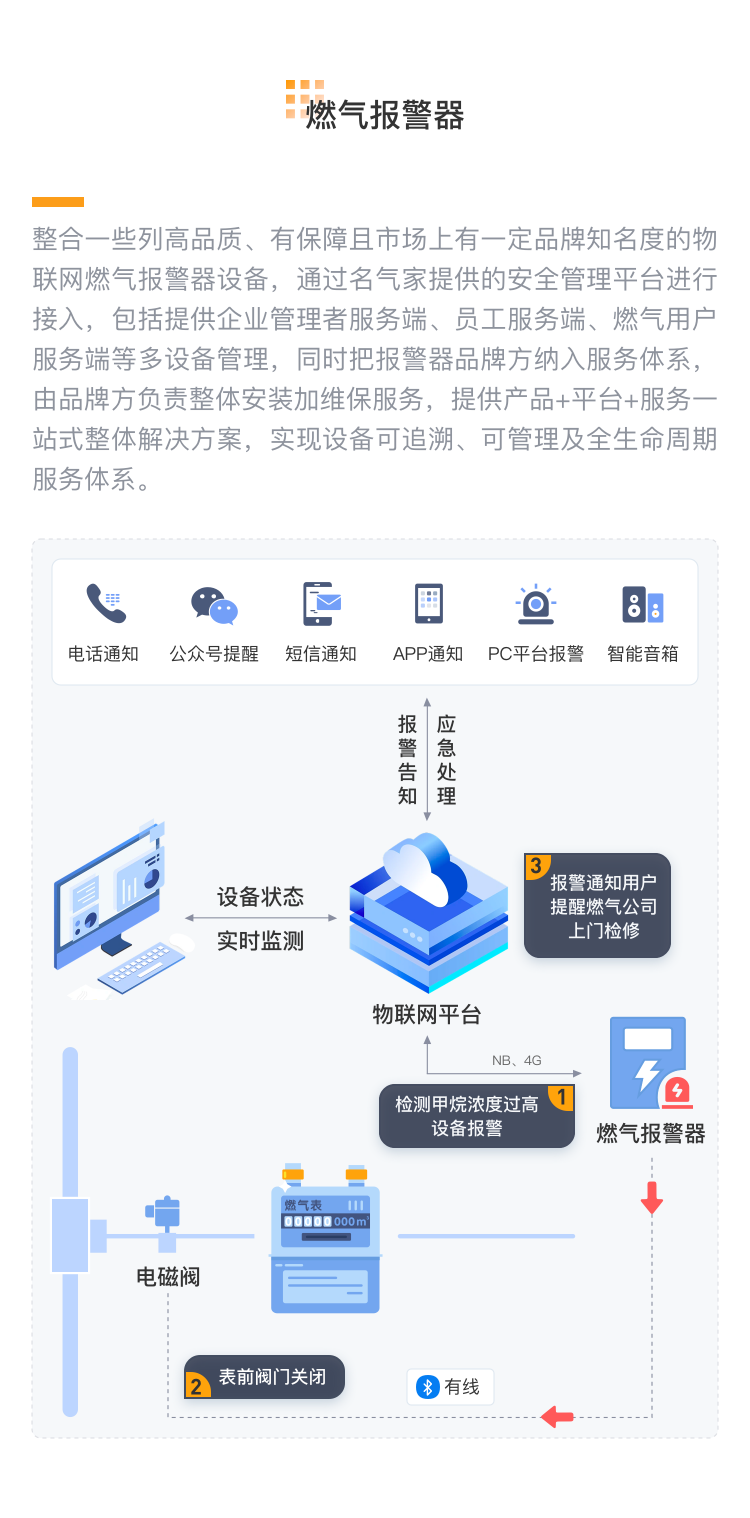 燃气报警器
整合一些列高品质、有保障且市场上有一定品牌知名度的物
联网燃气报警器设备，通过名气家提供的安全管理平台进行
接入，包括提供企业管理者服务端、员工服务端、燃气用户
服务端等多设备管理，同时把报警器品牌方纳入服务体系，
由品牌方负责整体安装加维保服务，提供产品+平台+服务一
站式整体解决方案，实现设备可追溯、可管理及全生命周期
服务体系。
电话通知 公众号提醒 短信通知 APP通知 PC平台报警 智能音箱
报警告知
应急处理
设备状态
实时监测
3
报警通知用户
提醒燃气公司
上门检修
物联网平台
NB、4G
1
检测甲烷浓度过高
设备报警
燃气报警器
燃气表
00000 000m³
电磁阀
2
表前阀门关闭
有线